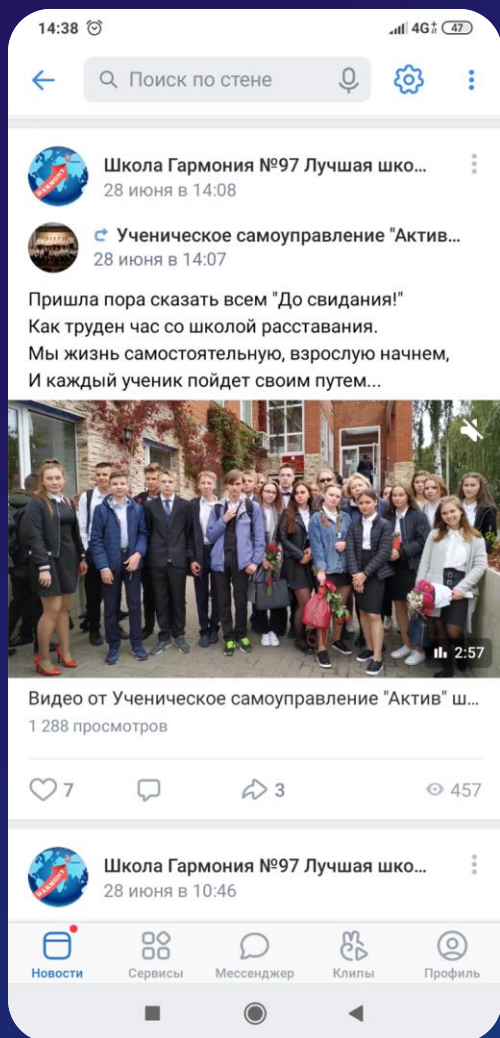 14:38
4G
47
Поиск по стене
Школа Гармония №97 Лучшая шко...
28 июня в 14:08
Ученическое самоуправление "Актив...
28 июня в 14:07
Пришла пора сказать всем "До свидания!"
Как труден час со школой расставания.
Мы жизнь самостоятельную, взрослую начнем,
И каждый ученик пойдет своим путем...
2:57
Видео от Ученическое самоуправление "Актив" ш...
1 288 просмотров
7
3
457
HARMONY
Школа Гармония №97 Лучшая шко...
28 июня в 10:46
Новости
Сервисы
Мессенджер
Клипы
Профиль